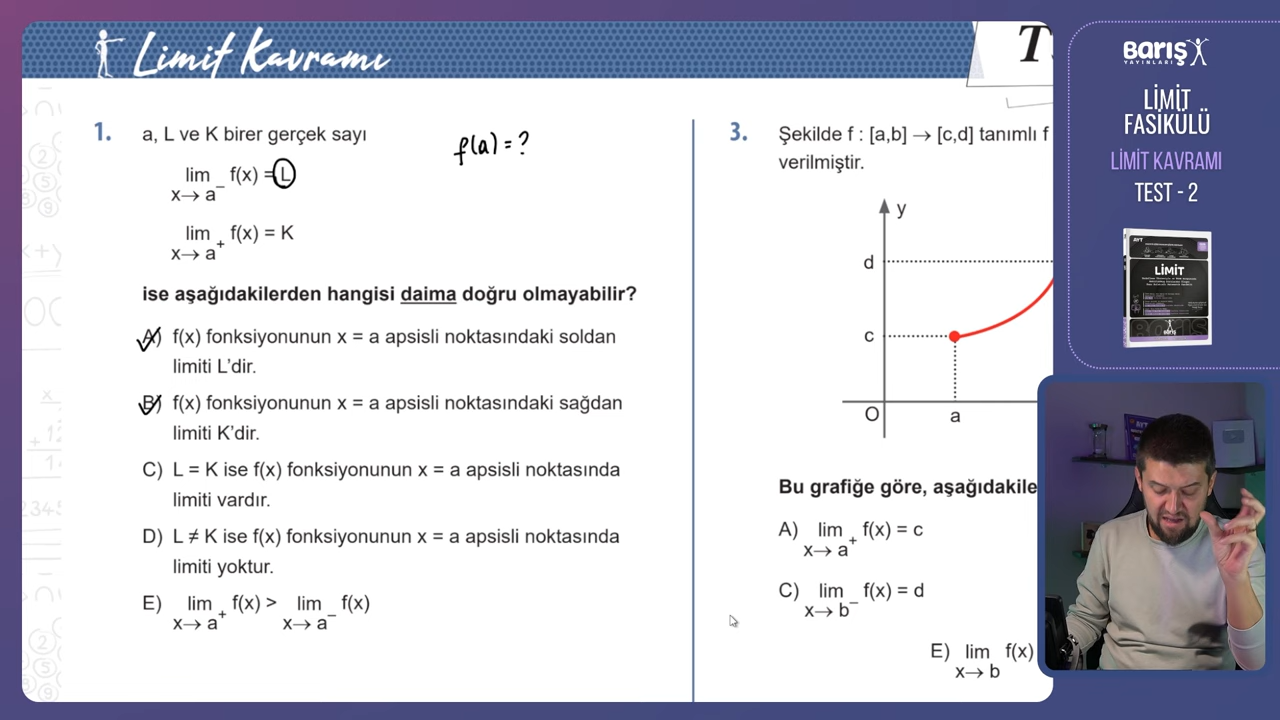 Limit Kavramı
T
1.
a, L ve K birer gerçek sayı
f(a) = ?
lim f(x) = L
x→ a⁻
lim f(x) = K
x→ a⁺
ise aşağıdakilerden hangisi daima doğru olmayabilir?
A) f(x) fonksiyonunun x = a apsisli noktasındaki soldan
limiti L'dir.
B) f(x) fonksiyonunun x = a apsisli noktasındaki sağdan
limiti K'dir.
C) L = K ise f(x) fonksiyonunun x = a apsisli noktasında
limiti vardır.
D) L ≠ K ise f(x) fonksiyonunun x = a apsisli noktasında
limiti yoktur.
E) lim f(x) > lim f(x)
x→ a⁺ x→ a⁻
3.
Şekilde f : [a,b] → [c,d] tanımlı f
verilmiştir.
y
d
c
O
a
Bu grafiğe göre, aşağıdakile
A) lim f(x) = c
x→ a⁺
C) lim f(x) = d
x→ b⁻
E) lim f(x)
x→ b
BARIŞ
YAYINLARI
LİMİT
FASİKÜLÜ
LİMİT KAVRAMI
TEST - 2
AYT
LİMİT